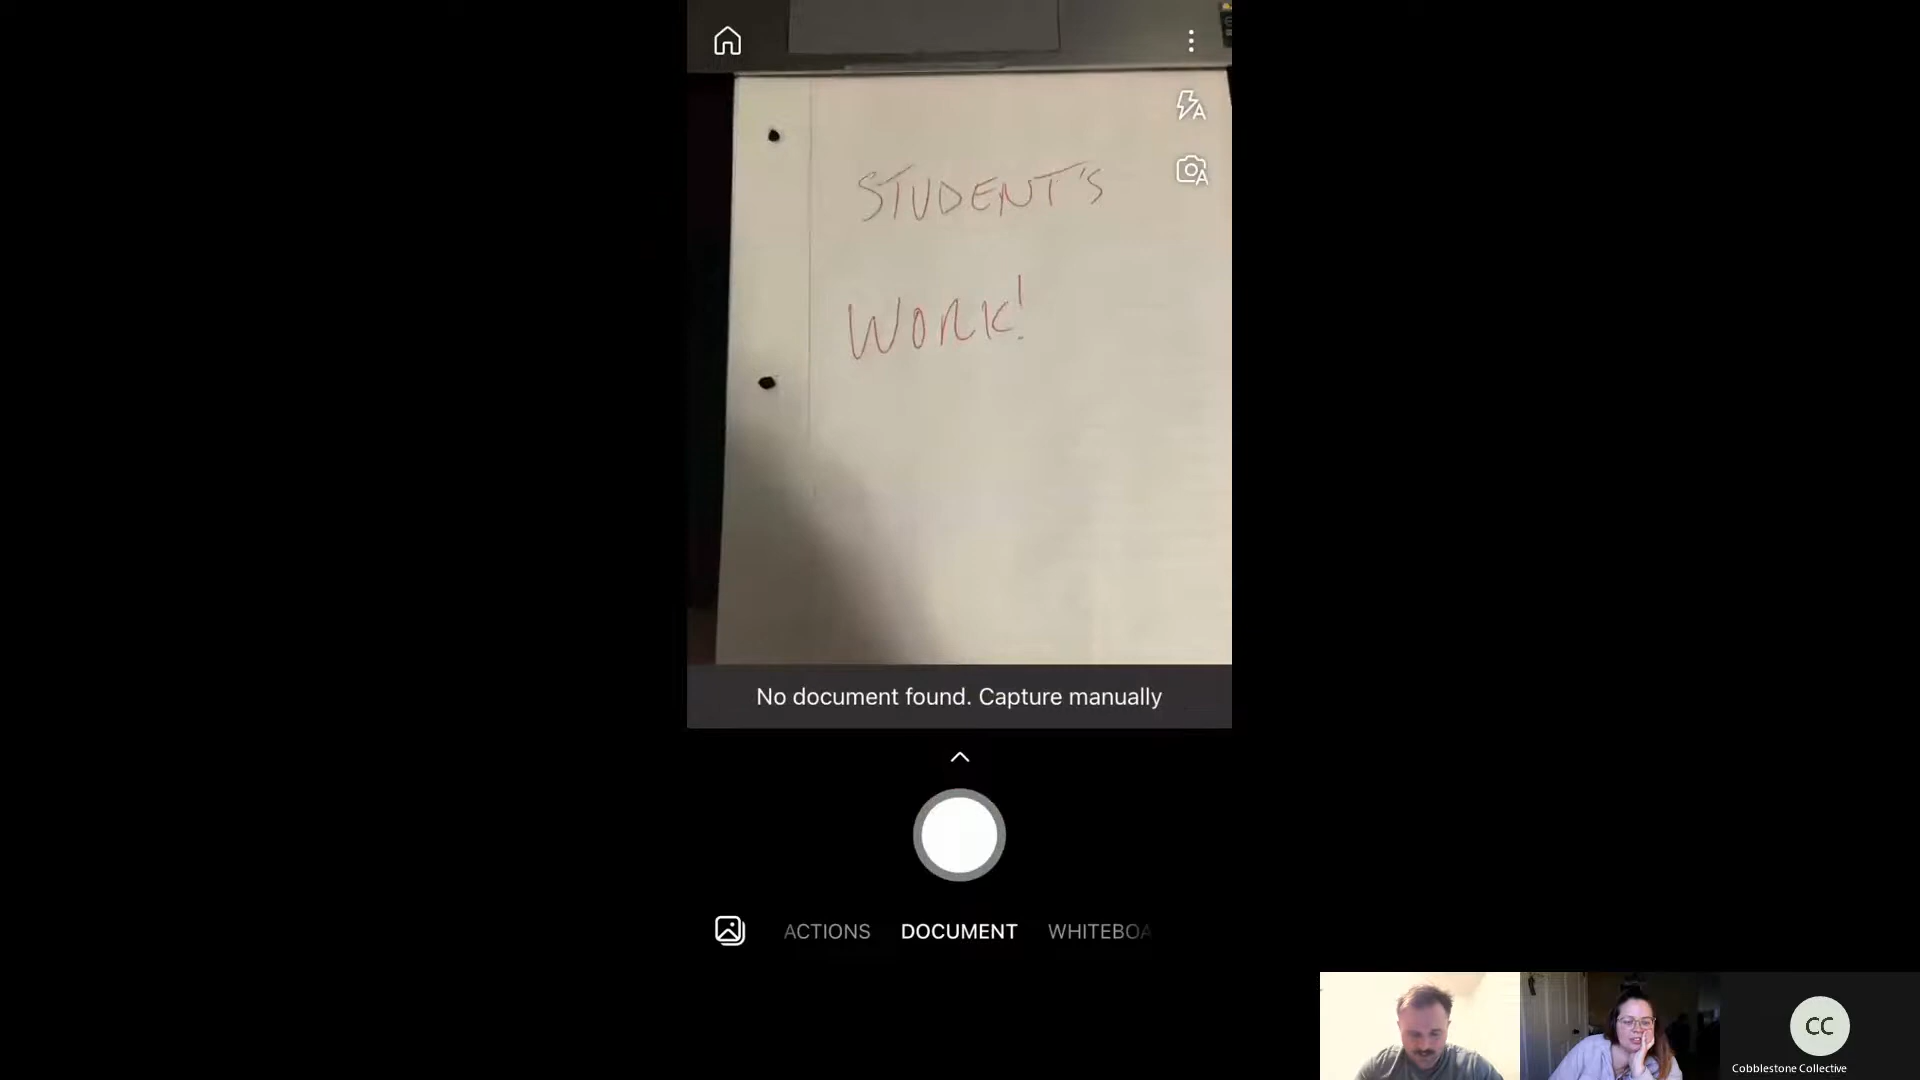 STUDENT'S
WORK!
No document found. Capture manually
ACTIONS DOCUMENT WHITEBOA
CC
Cobblestone Collective